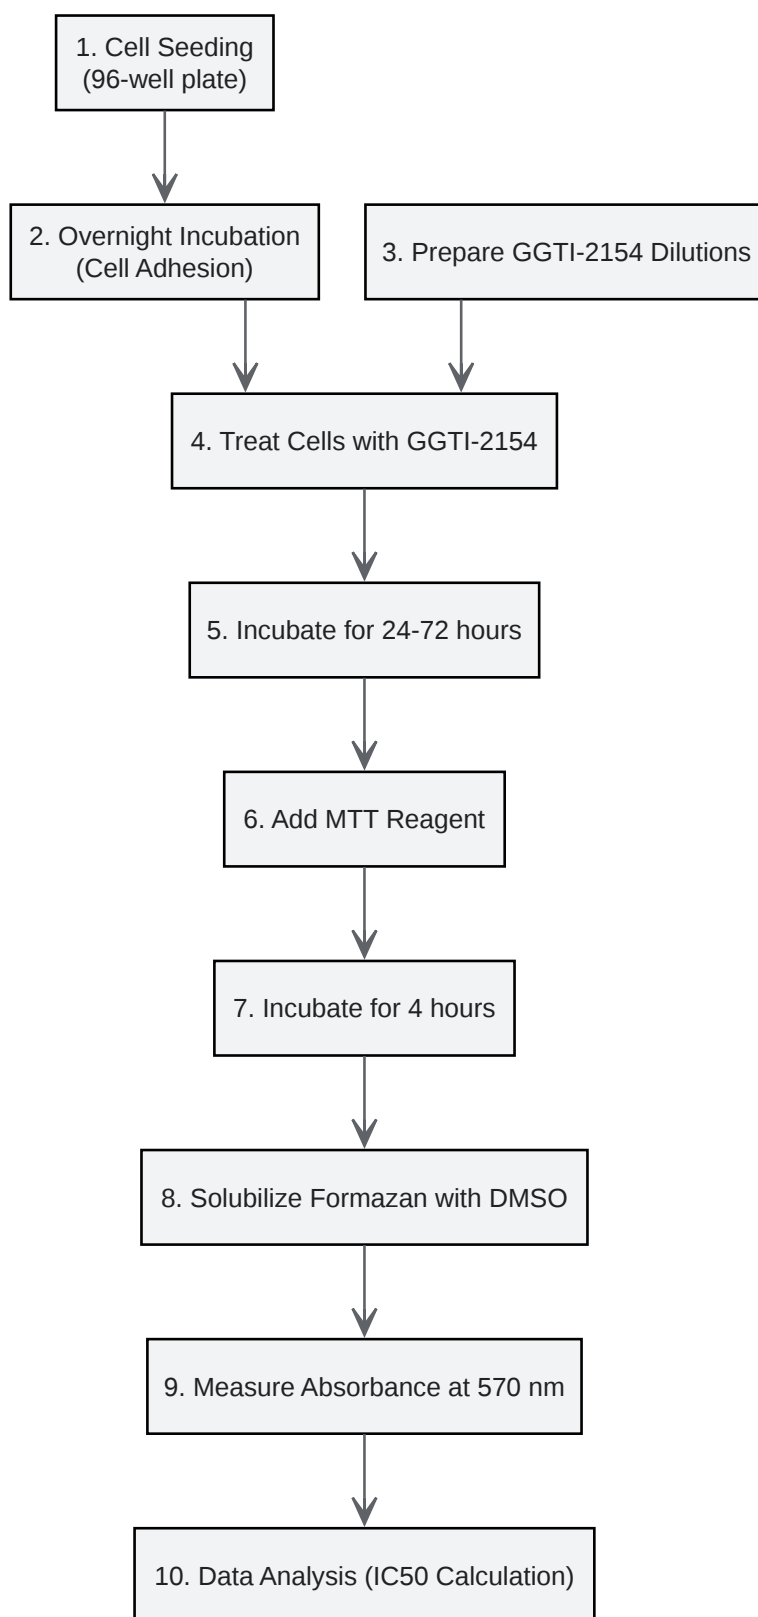 1. Cell Seeding
(96-well plate)
2. Overnight Incubation
(Cell Adhesion)
3. Prepare GGTI-2154 Dilutions
4. Treat Cells with GGTI-2154
5. Incubate for 24-72 hours
6. Add MTT Reagent
7. Incubate for 4 hours
8. Solubilize Formazan with DMSO
9. Measure Absorbance at 570 nm
10. Data Analysis (IC50 Calculation)